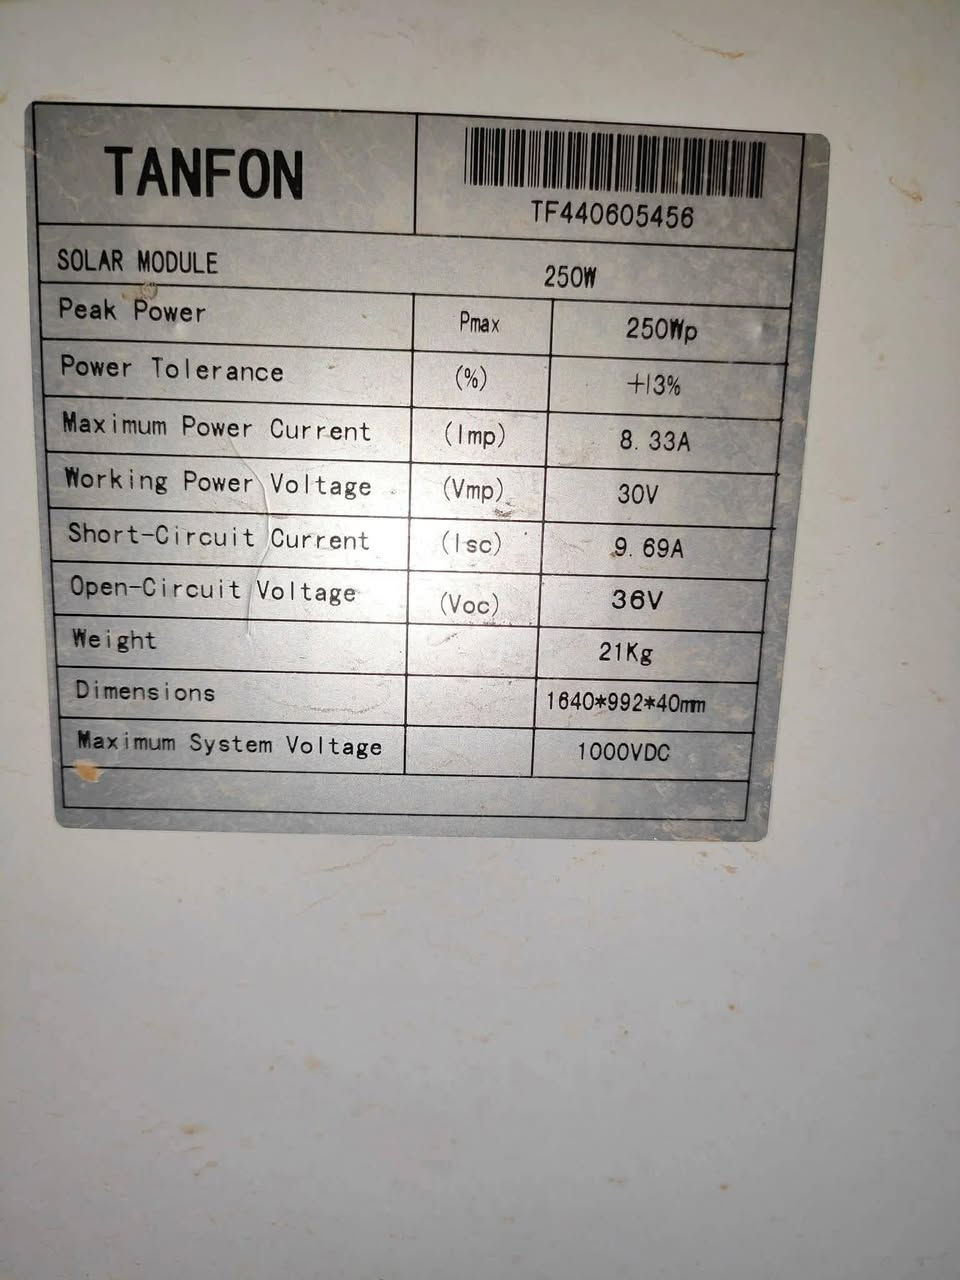 TANFON
TF440605456
SOLAR MODULE 250W
Peak Power Pmax 250Wp
Power Tolerance (%) +13%
Maximum Power Current (Imp) 8.33A
Working Power Voltage (Vmp) 30V
Short-Circuit Current (Isc) 9.69A
Open-Circuit Voltage (Voc) 36V
Weight 21Kg
Dimensions 1640*992*40mm
Maximum System Voltage 1000VDC